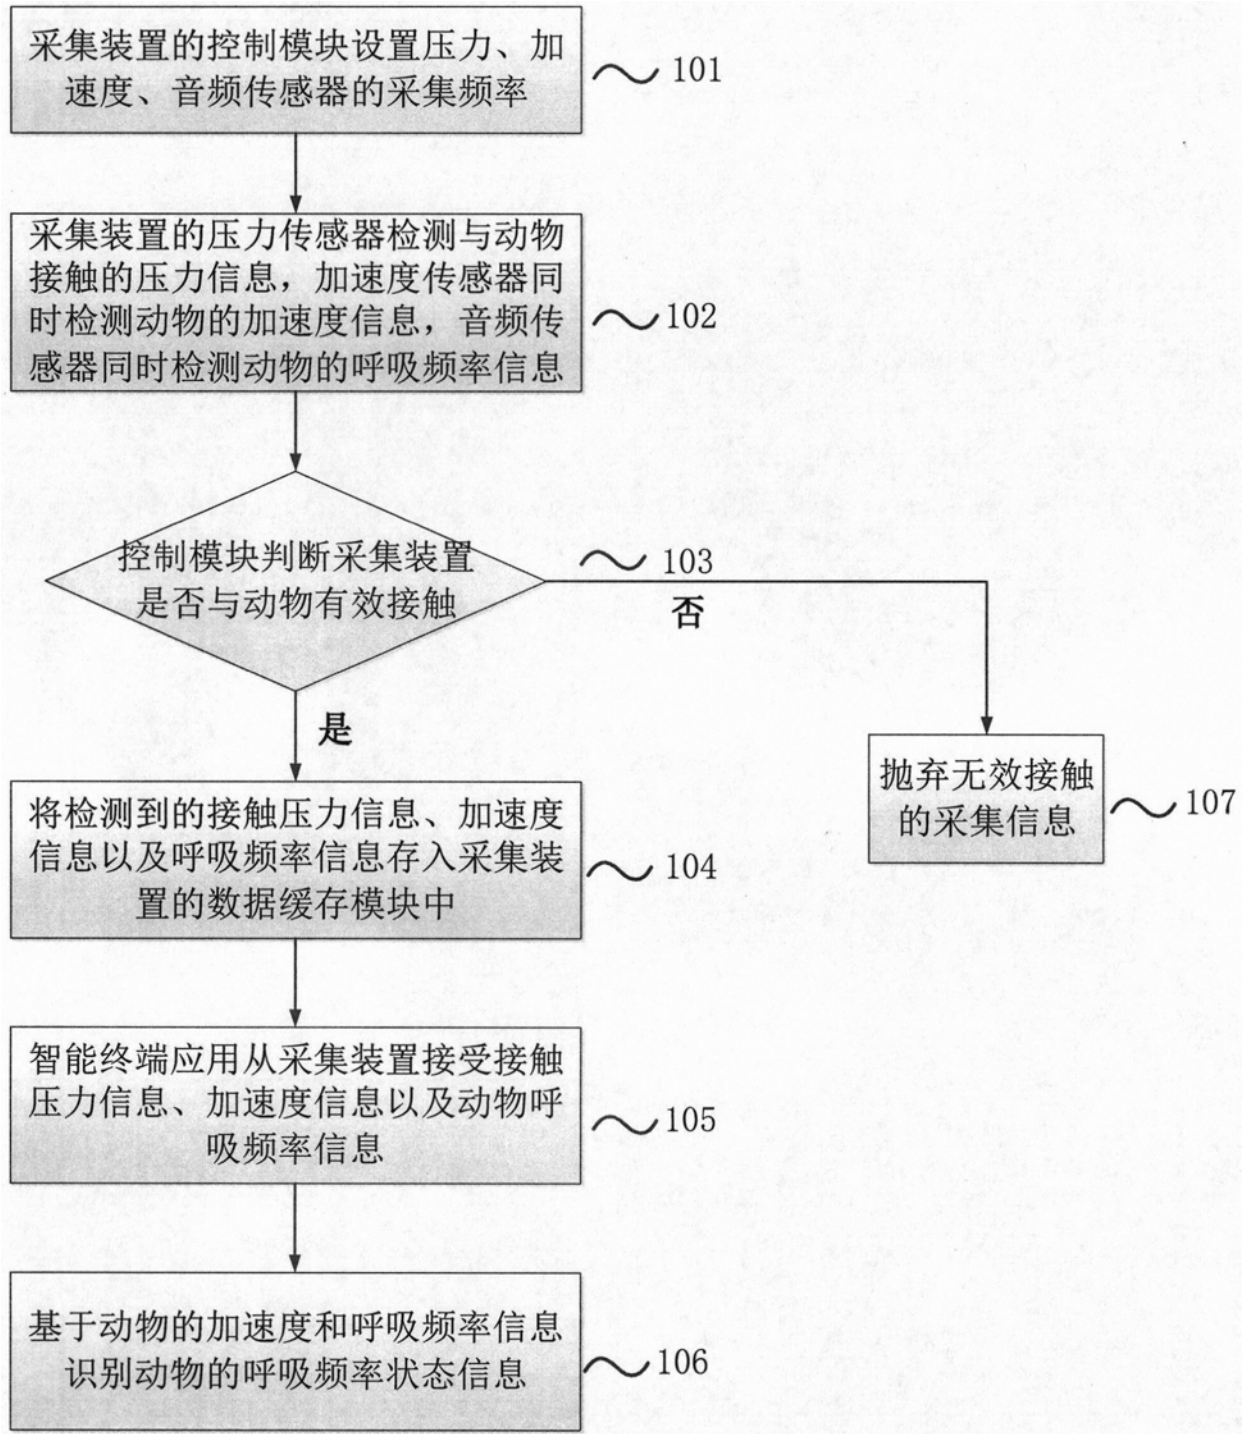 采集装置的控制模块设置压力、加
速度、音频传感器的采集频率
101
采集装置的压力传感器检测与动物
接触的压力信息，加速度传感器同
时检测动物的加速度信息，音频传
感器同时检测动物的呼吸频率信息
102
控制模块判断采集装置
是否与动物有效接触
103
否
是
抛弃无效接触
的采集信息
107
将检测到的接触压力信息、加速度
信息以及呼吸频率信息存入采集装
置的数据缓存模块中
104
智能终端应用从采集装置接受接触
压力信息、加速度信息以及动物呼
吸频率信息
105
基于动物的加速度和呼吸频率信息
识别动物的呼吸频率状态信息
106